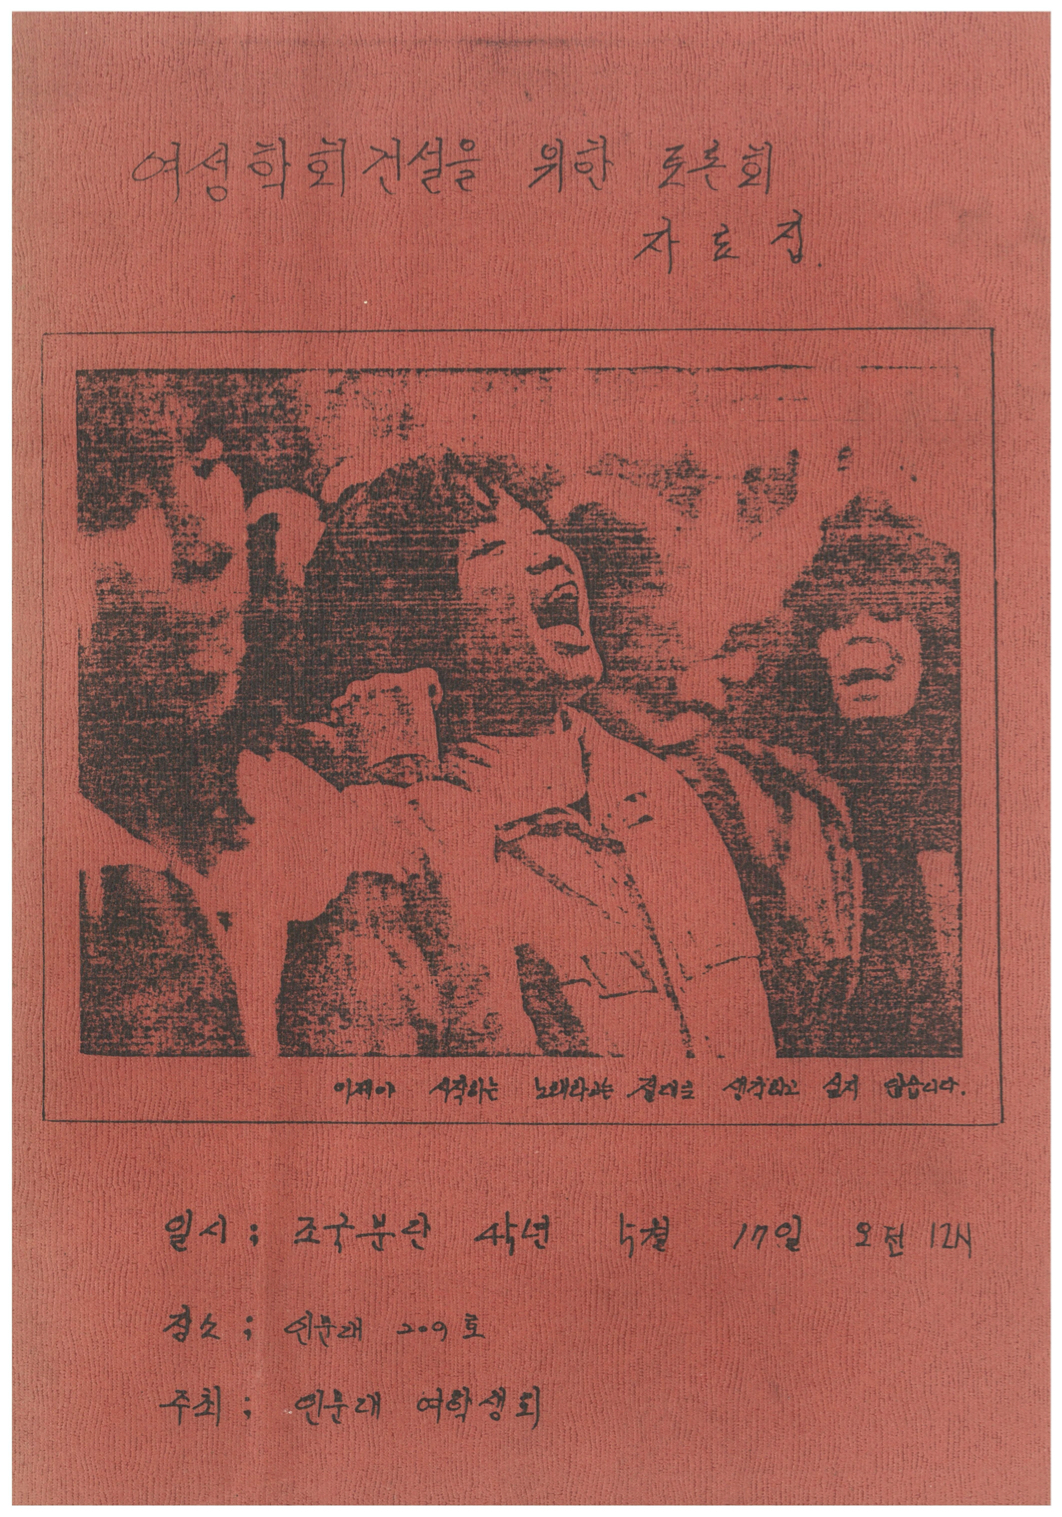 여성학회건설을 위한 토론회
자료집.
이제야 시작하는 노래라고는 절대로 생각하고 싶지 않습니다.
일시 ; 조국분단 44년 5월 17일 오전 12시
장소 ; 인문대 209호
주최 ; 인문대 여학생회